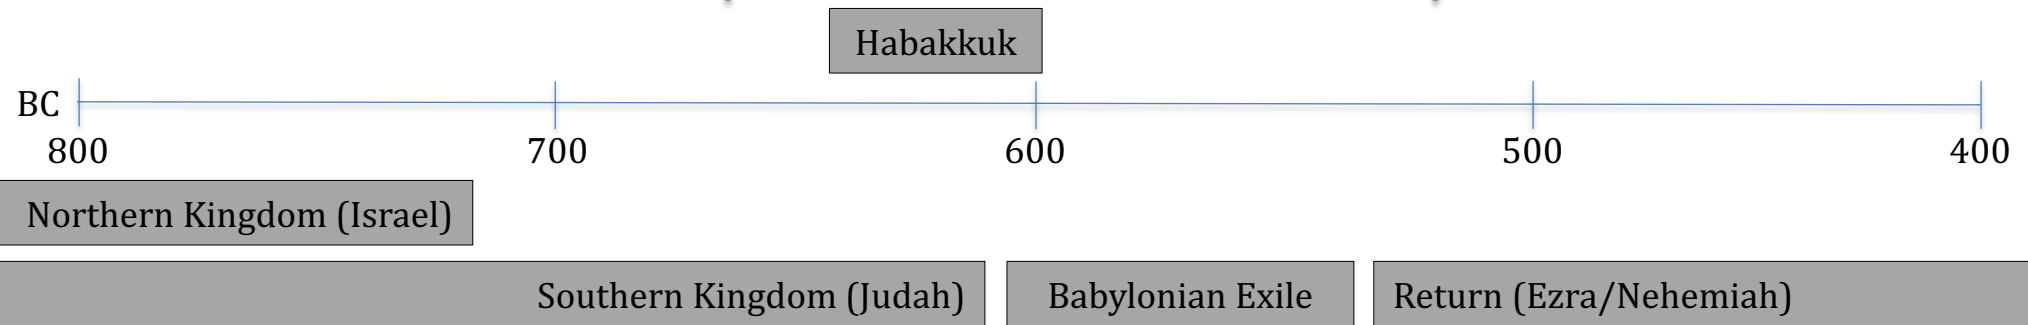 Habakkuk
BC
800 700 600 500 400
Northern Kingdom (Israel)
Southern Kingdom (Judah) Babylonian Exile Return (Ezra/Nehemiah)